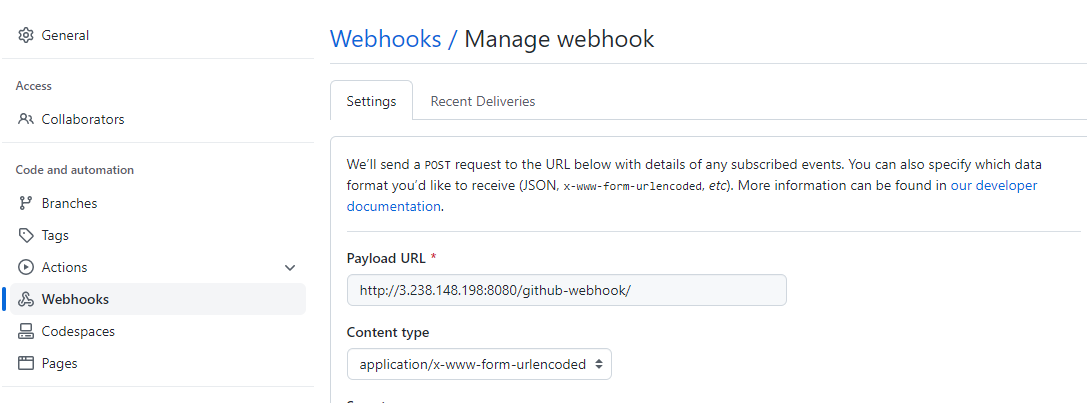 General
Access
Collaborators
Code and automation
Branches
Tags
Actions
Webhooks
Codespaces
Pages
Webhooks / Manage webhook
Settings
Recent Deliveries
We'll send a POST request to the URL below with details of any subscribed events. You can also specify which data
format you'd like to receive (JSON, x-www-form-urlencoded, etc). More information can be found in our developer
documentation.
Payload URL *
http://3.238.148.198:8080/github-webhook/
Content type
application/x-www-form-urlencoded